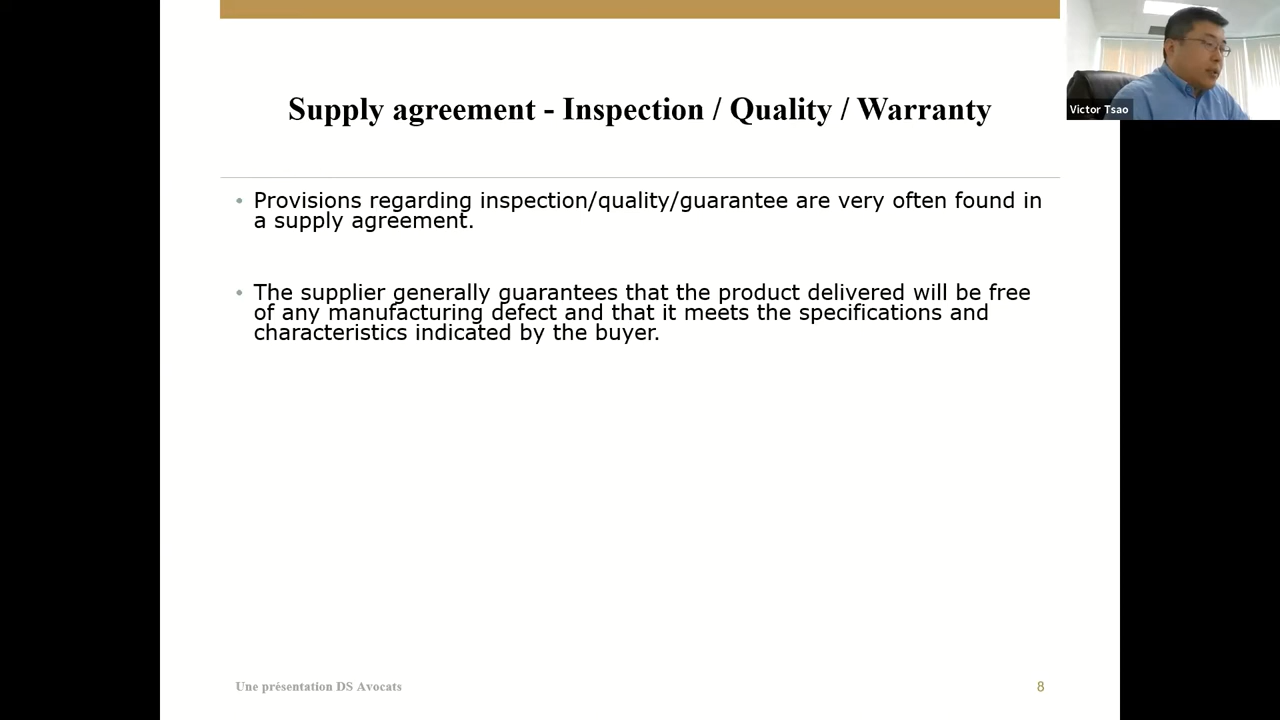 Supply agreement - Inspection / Quality / Warranty
Victor Tsao
• Provisions regarding inspection/quality/guarantee are very often found in
a supply agreement.
• The supplier generally guarantees that the product delivered will be free
of any manufacturing defect and that it meets the specifications and
characteristics indicated by the buyer.
Une présentation DS Avocats
8